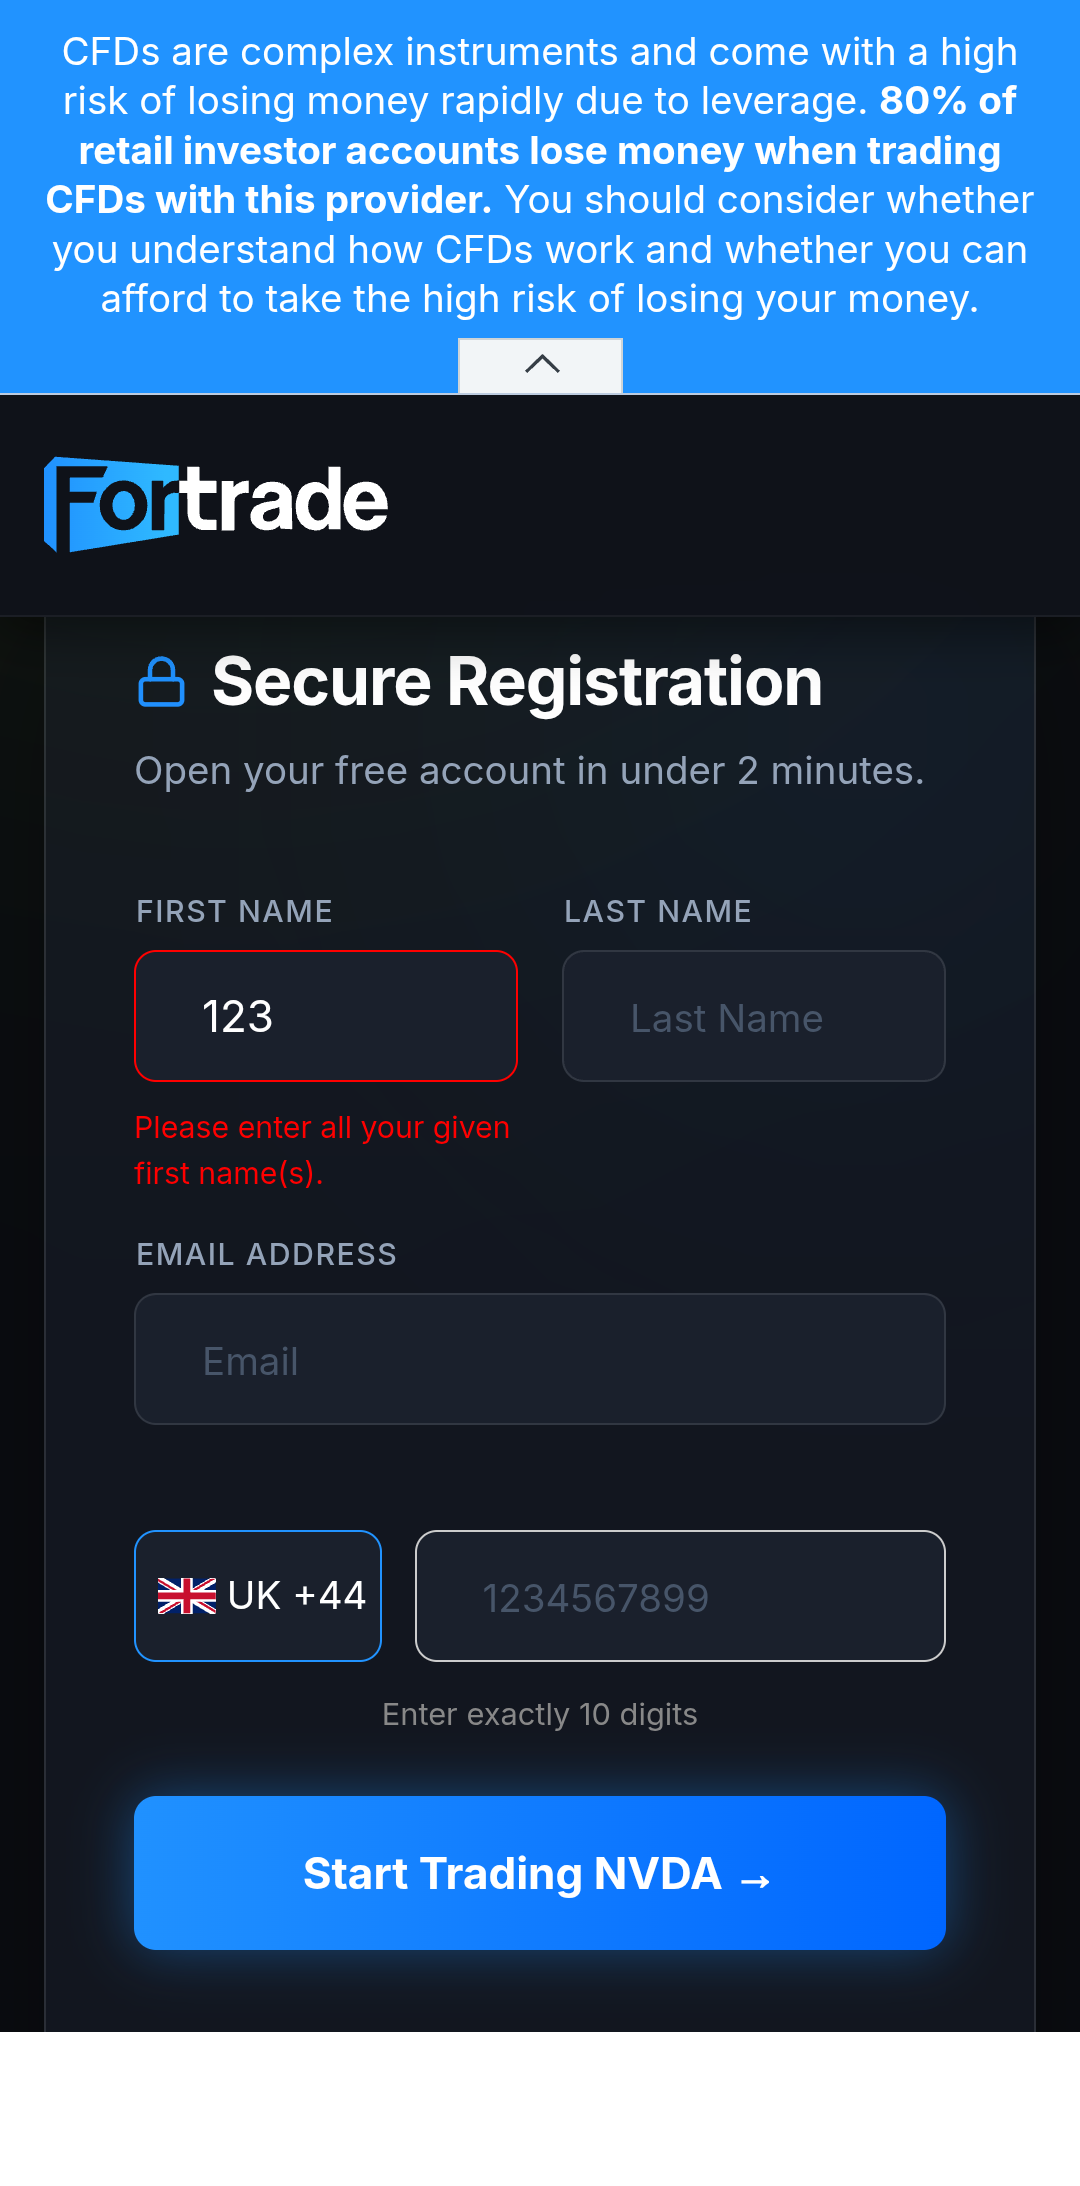 CFDs are complex instruments and come with a high
risk of losing money rapidly due to leverage. 80% of
retail investor accounts lose money when trading
CFDs with this provider. You should consider whether
you understand how CFDs work and whether you can
afford to take the high risk of losing your money.
Fortrade
Secure Registration
Open your free account in under 2 minutes.
FIRST NAME
LAST NAME
123
Last Name
Please enter all your given
first name(s).
EMAIL ADDRESS
Email
UK +44
1234567899
Enter exactly 10 digits
Start Trading NVDA →